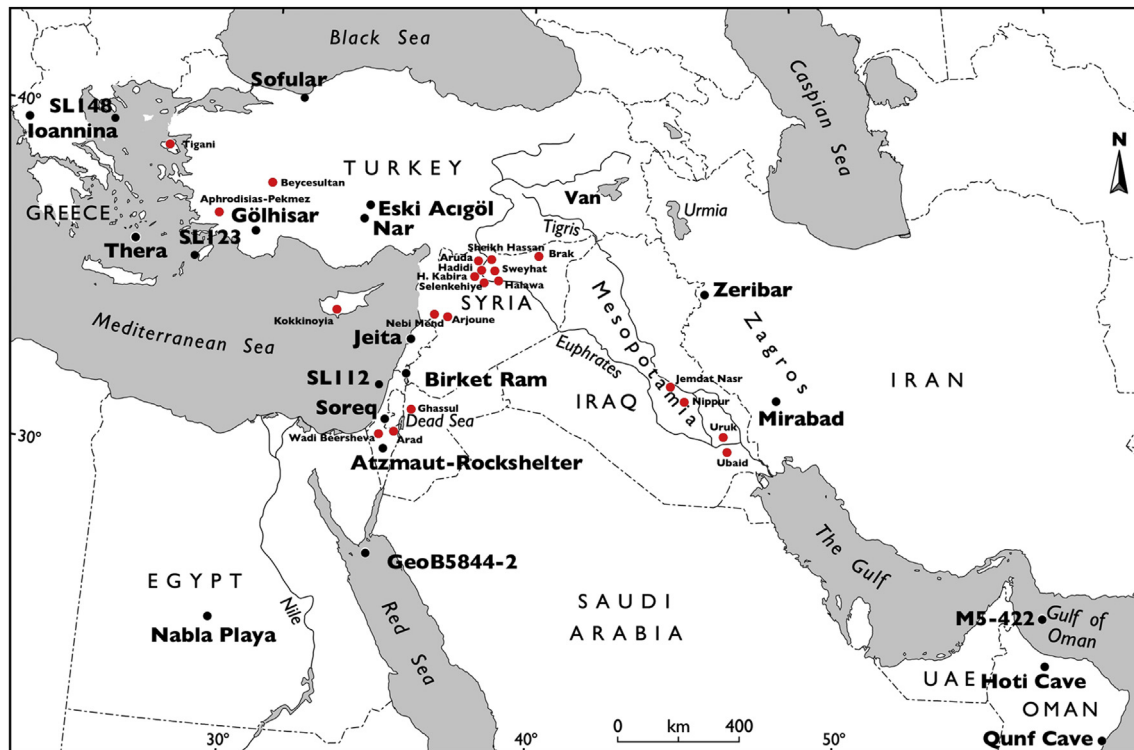 Black Sea
Caspian Sea
Sofular
40°
SL148
Ioannina
Tigani
N
TURKEY
Beycesultan
Aphrodisias-Pekmez
GREECE
Gölhisar
Eski Acıgöl
Nar
Van
Urmia
Tigris
Thera
SL123
Sheikh Hassan
Aruda
Brak
Hadidi
Sweyhat
H. Kabira
Halawa
Selenkehiye
SYRIA
Zeribar
Kokkinoyia
Nebi Mend
Arjoune
Mediterranean Sea
Jeita
Mesopotamia
Zagros
Euphrates
SL112
Birket Ram
Jemdat Nasr
IRAN
IRAQ
Nippur
Soreq
Ghassul
Dead Sea
Mirabad
30°
Wadi Beersheva
Arad
Uruk
Ubaid
Atzmaut-Rockshelter
GeoB5844-2
The Gulf
EGYPT
Nile
Nabla Playa
Red Sea
SAUDI
ARABIA
M5-422
Gulf of
Oman
UAE
Hoti Cave
OMAN
0 km 400
Qunf Cave
30°
40°
50°